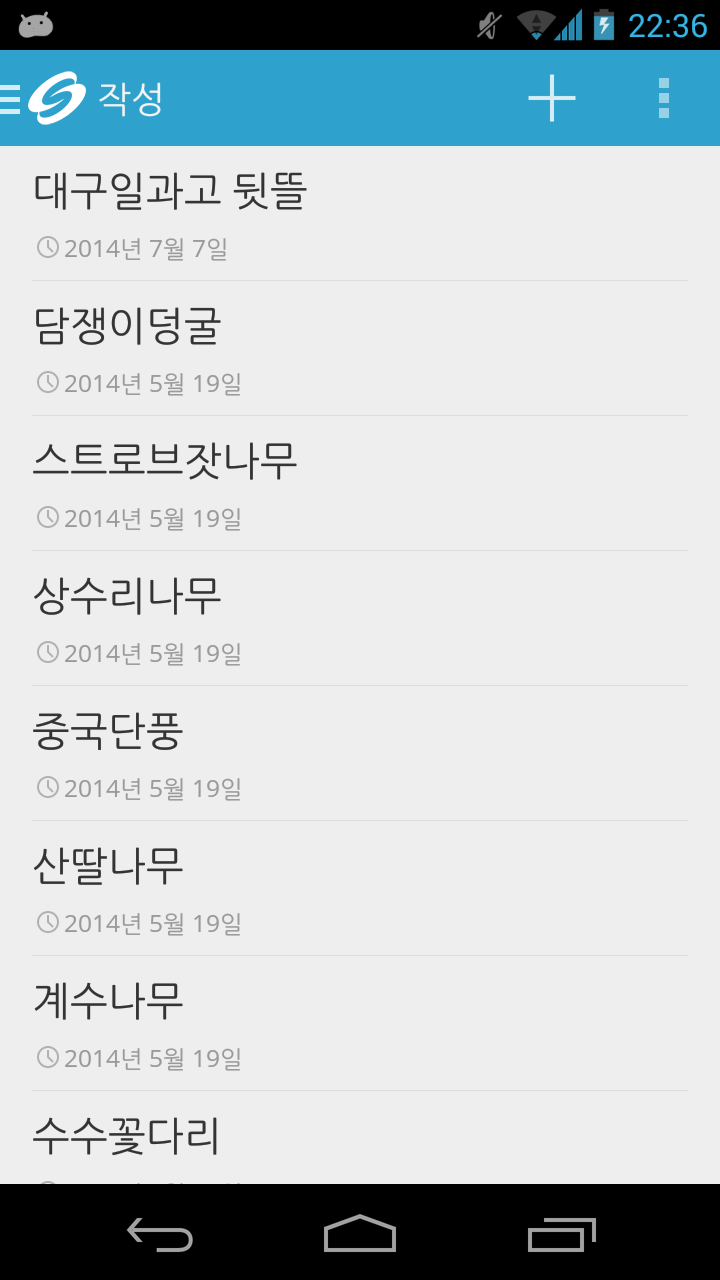 22:36
작성
대구일과고 뒷뜰
2014년 7월 7일
담쟁이덩굴
2014년 5월 19일
스트로브잣나무
2014년 5월 19일
상수리나무
2014년 5월 19일
중국단풍
2014년 5월 19일
산딸나무
2014년 5월 19일
계수나무
2014년 5월 19일
수수꽃다리